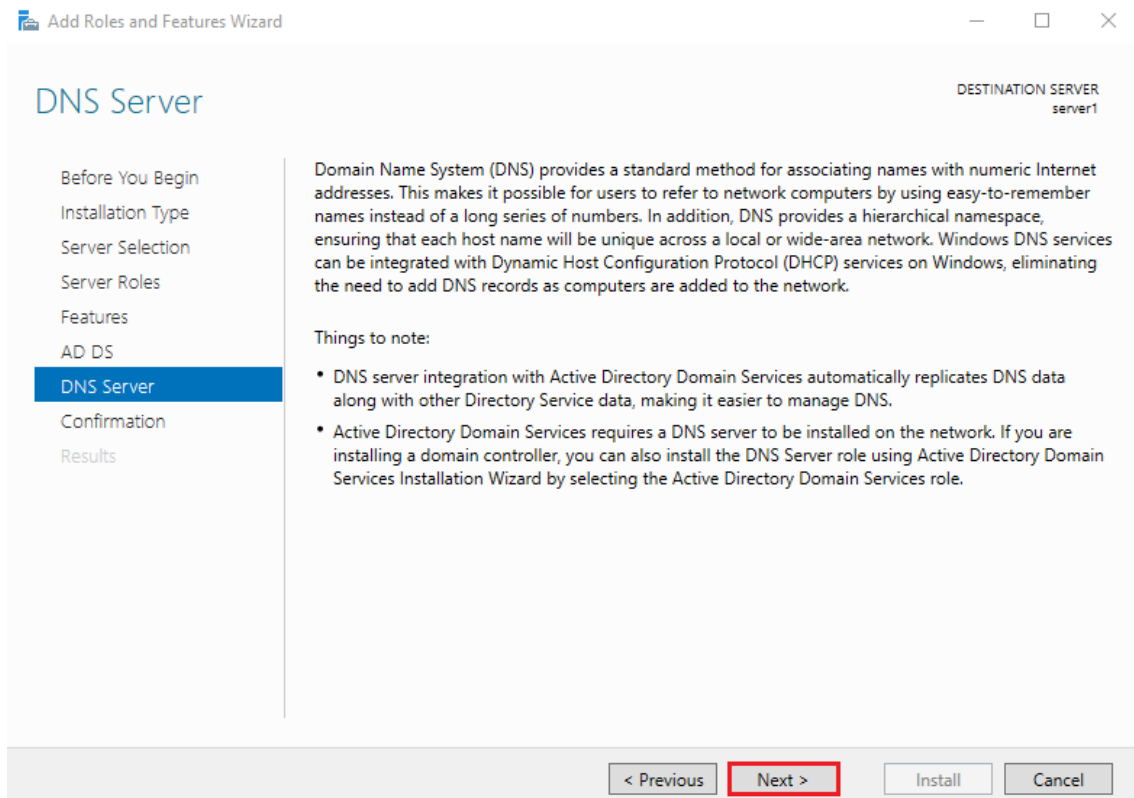 Add Roles and Features Wizard
DNS Server
DESTINATION SERVER
server1
Before You Begin
Installation Type
Server Selection
Server Roles
Features
AD DS
DNS Server
Confirmation
Results
Domain Name System (DNS) provides a standard method for associating names with numeric Internet
addresses. This makes it possible for users to refer to network computers by using easy-to-remember
names instead of a long series of numbers. In addition, DNS provides a hierarchical namespace,
ensuring that each host name will be unique across a local or wide-area network. Windows DNS services
can be integrated with Dynamic Host Configuration Protocol (DHCP) services on Windows, eliminating
the need to add DNS records as computers are added to the network.
Things to note:
• DNS server integration with Active Directory Domain Services automatically replicates DNS data
along with other Directory Service data, making it easier to manage DNS.
• Active Directory Domain Services requires a DNS server to be installed on the network. If you are
installing a domain controller, you can also install the DNS Server role using Active Directory Domain
Services Installation Wizard by selecting the Active Directory Domain Services role.
< Previous
Next >
Install
Cancel